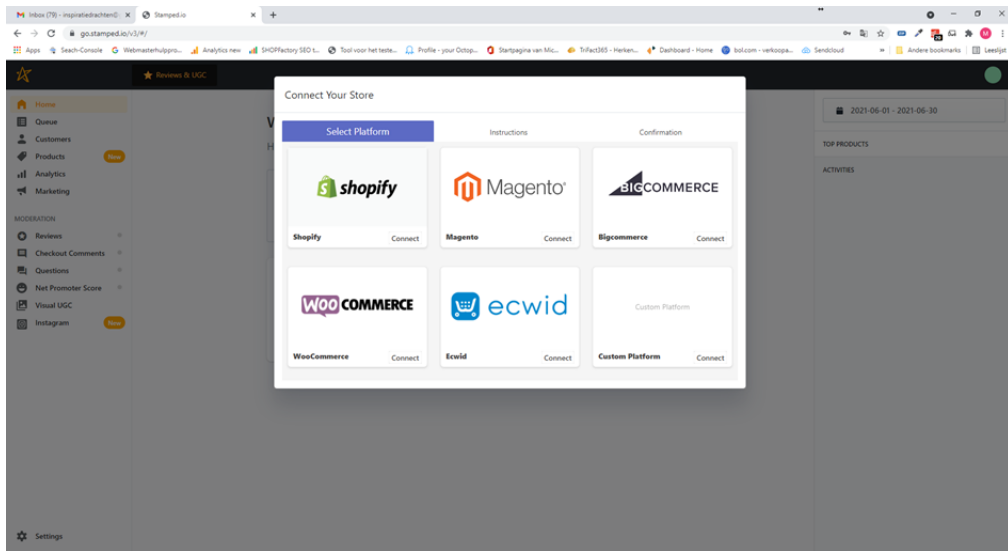 Inbox (79) - inspiratiedrachten@
Stamped.io
go.stamped.io/v3/#/
Apps
Seach-Console
Webmasterhulppro...
Analytics new
SHOPFactory SEO t...
Tool voor het teste...
Profile - your Octop...
Startpagina van Mic...
TriFact365 - Herken...
Dashboard - Home
bol.com - verkoopa...
Sendcloud
»
Andere bookmarks
Leeslijst
Reviews & UGC
Home
Queue
Customers
Products New
Analytics
Marketing
MODERATION
Reviews
Checkout Comments
Questions
Net Promoter Score
Visual UGC
Instagram New
Settings
W
H
Connect Your Store
Select Platform
Instructions
Confirmation
shopify
Shopify Connect
Magento
Magento Connect
BIGCOMMERCE
Bigcommerce Connect
WOO COMMERCE
WooCommerce Connect
ecwid
Ecwid Connect
Custom Platform
Custom Platform Connect
2021-06-01 - 2021-06-30
TOP PRODUCTS
ACTIVITIES